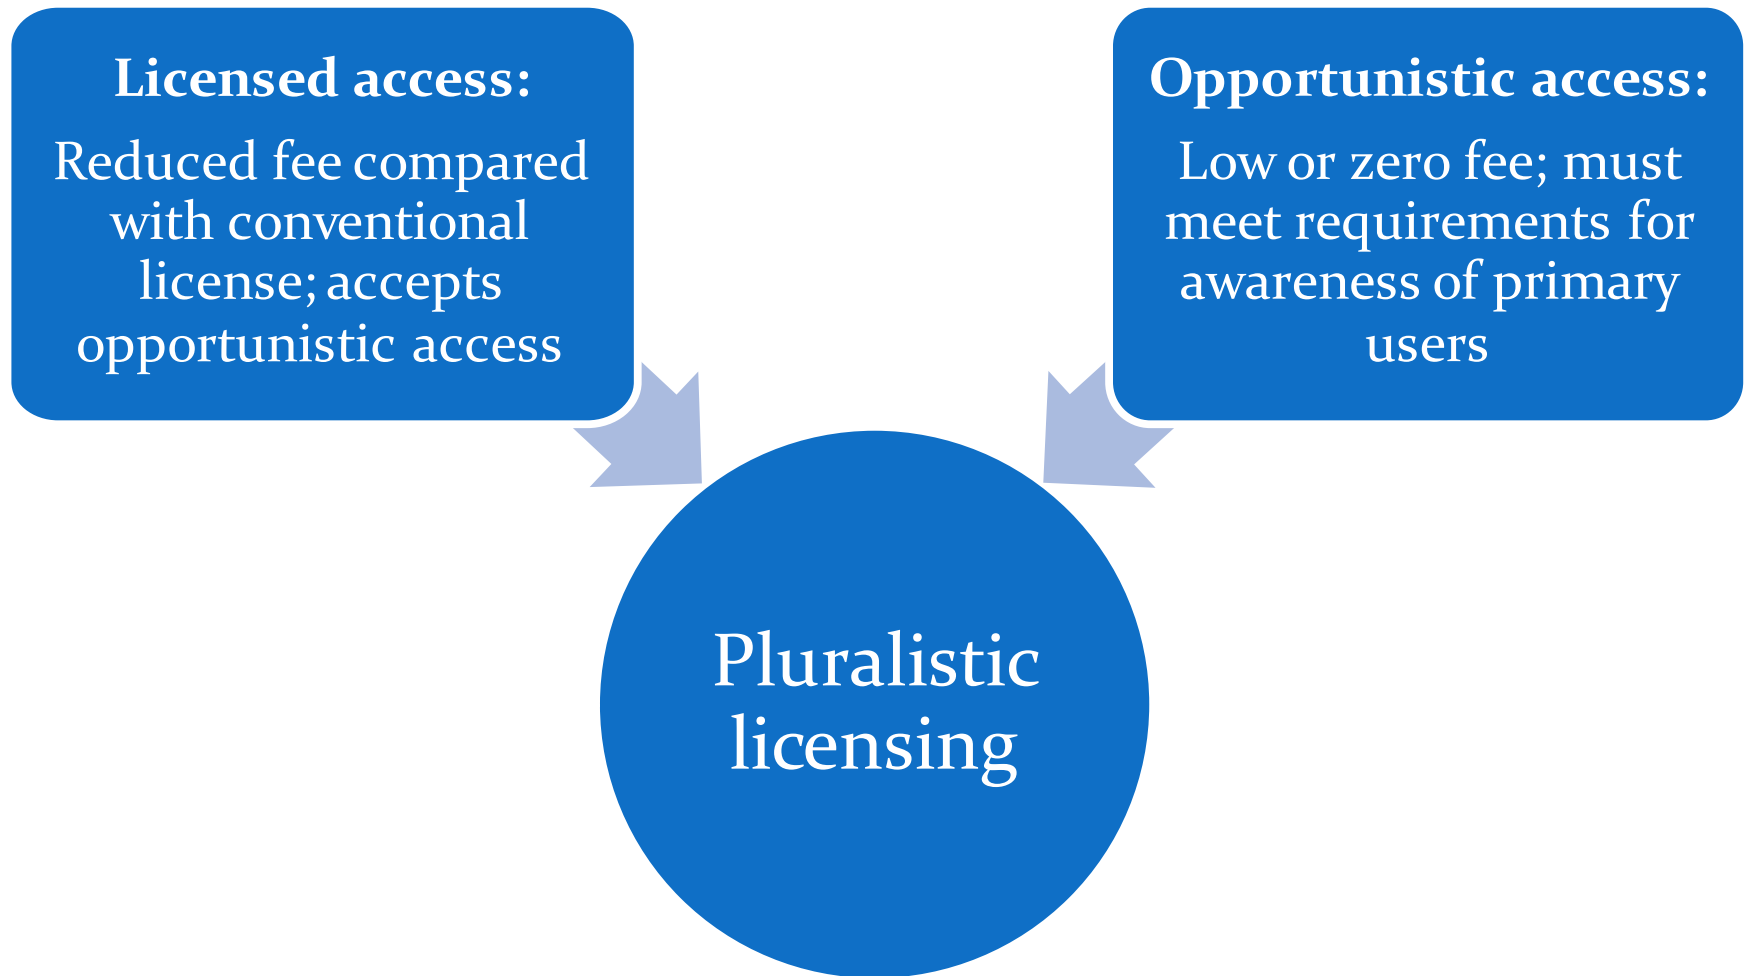 Licensed access:
Reduced fee compared
with conventional
license; accepts
opportunistic access
Opportunistic access:
Low or zero fee; must
meet requirements for
awareness of primary
users
Pluralistic
licensing